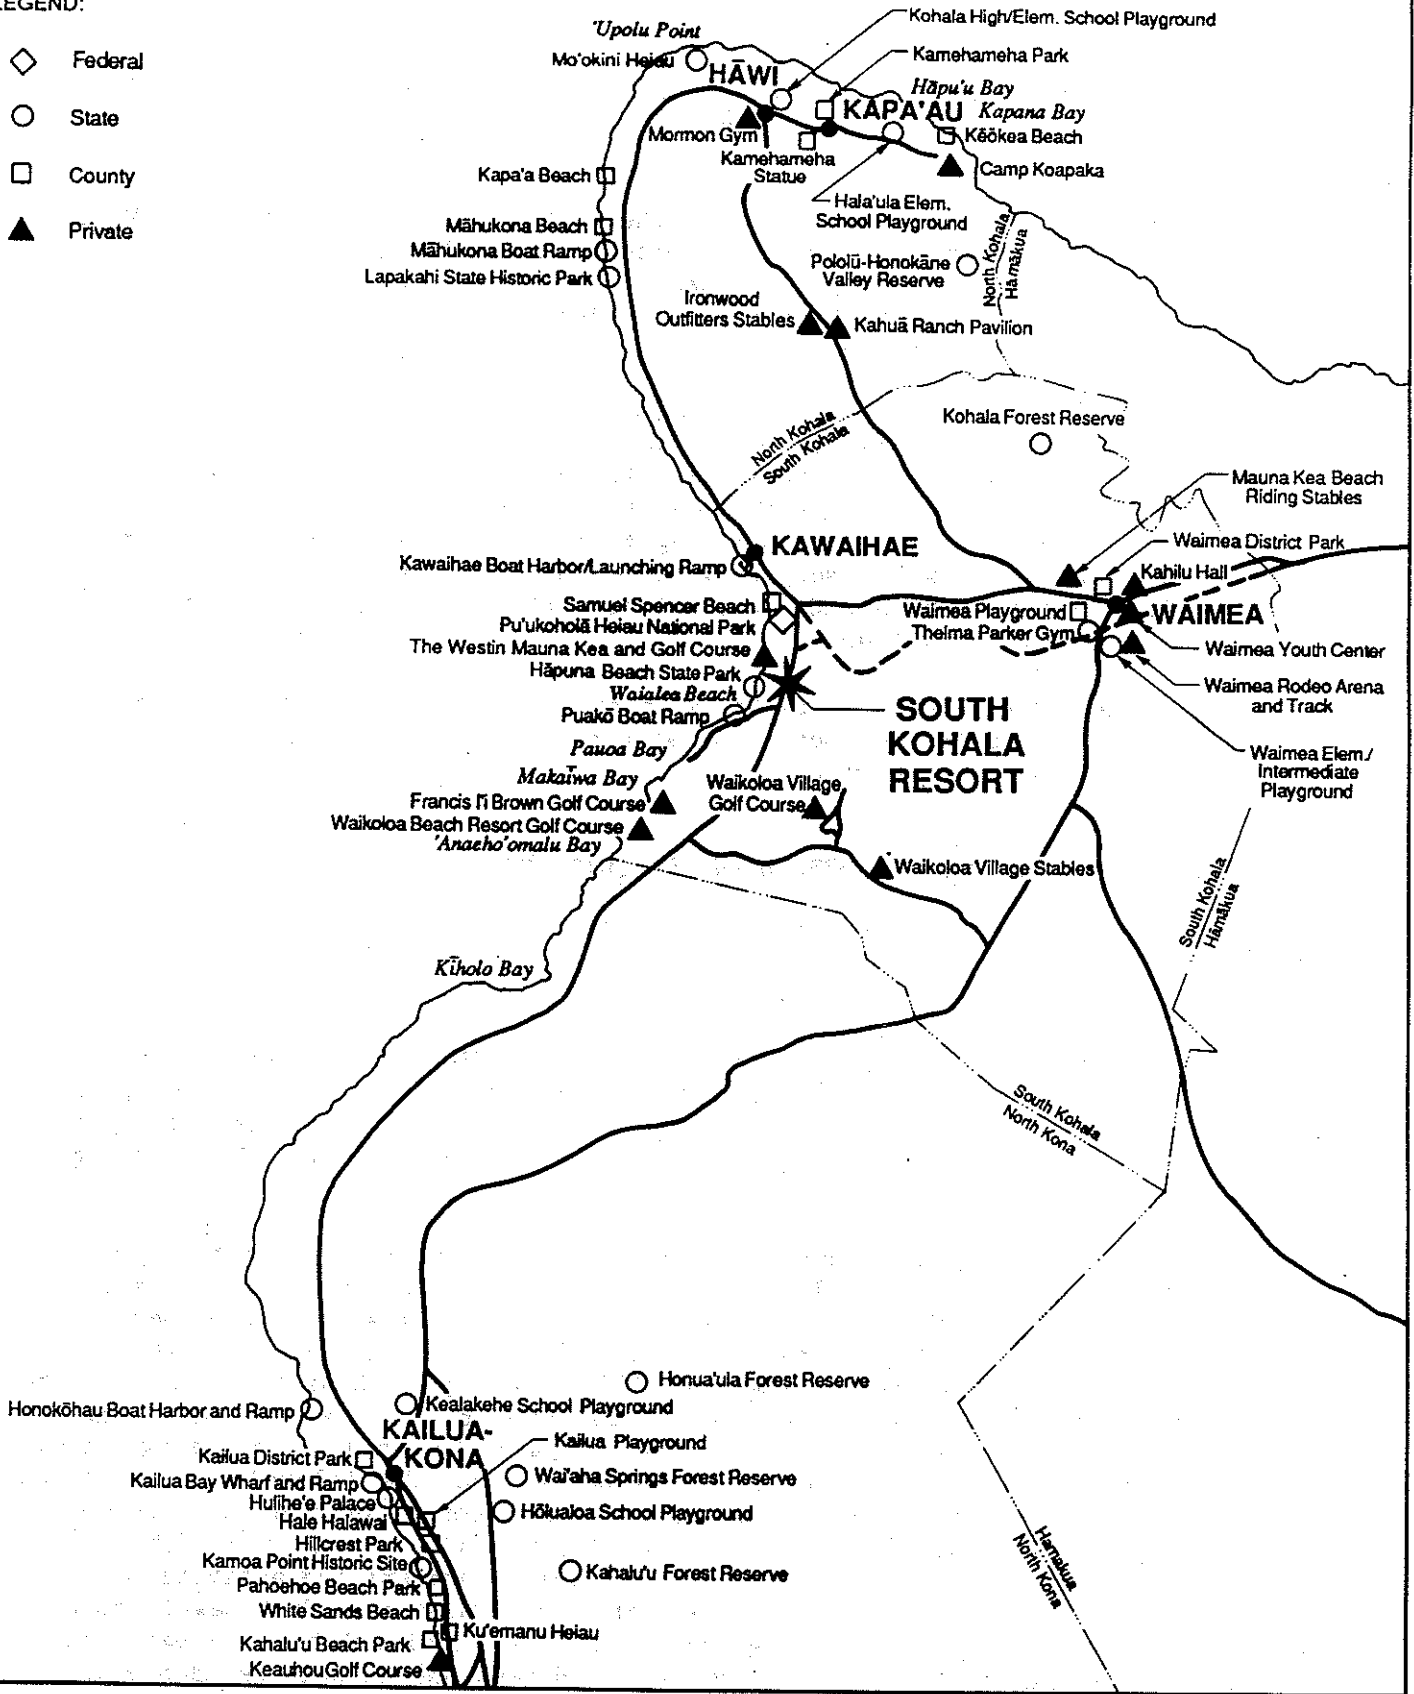 LEGEND:
Federal
State
County
Private
'Upolu Point
Mo'okini Heiau
HĀWI
Kohala High/Elem. School Playground
Kamehameha Park
Hāpu'u Bay
KAPA'AU
Kapana Bay
Kēōkea Beach
Mormon Gym
Kamehameha
Statue
Camp Koapaka
Kapa'a Beach
Hala'ula Elem.
School Playground
Māhukona Beach
Māhukona Boat Ramp
Lapakahi State Historic Park
Pololū-Honokāne
Valley Reserve
North Kohala
Hāmākua
Ironwood
Outfitters Stables
Kahuā Ranch Pavilion
North Kohala
South Kohala
Kohala Forest Reserve
Mauna Kea Beach
Riding Stables
Waimea District Park
KAWAIHAE
Kawaihae Boat Harbor/Launching Ramp
Kahilu Hall
Samuel Spencer Beach
Waimea Playground
WAIMEA
Pu'ukoholā Heiau National Park
Thelma Parker Gym
The Westin Mauna Kea and Golf Course
Waimea Youth Center
Hāpuna Beach State Park
Waialea Beach
Waimea Rodeo Arena
and Track
Puakō Boat Ramp
SOUTH
KOHALA
RESORT
Pauoa Bay
Waimea Elem./
Intermediate
Playground
Makaīwa Bay
Waikoloa Village
Golf Course
Francis I'i Brown Golf Course
Waikoloa Beach Resort Golf Course
'Anaeho'omalu Bay
Waikoloa Village Stables
South Kohala
Hāmākua
Kīholo Bay
South Kohala
North Kona
Honua'ula Forest Reserve
Honokōhau Boat Harbor and Ramp
Kealakehe School Playground
KAILUA-
KONA
Kailua Playground
Kailua District Park
Kailua Bay Wharf and Ramp
Wai'aha Springs Forest Reserve
Hulihe'e Palace
Hale Halawai
Hōlualoa School Playground
Hillcrest Park
Kamoa Point Historic Site
Kahalu'u Forest Reserve
Pahoehoe Beach Park
White Sands Beach
Ku'emanu Heiau
Kahalu'u Beach Park
Keauhou Golf Course
Hamakua
North Kona